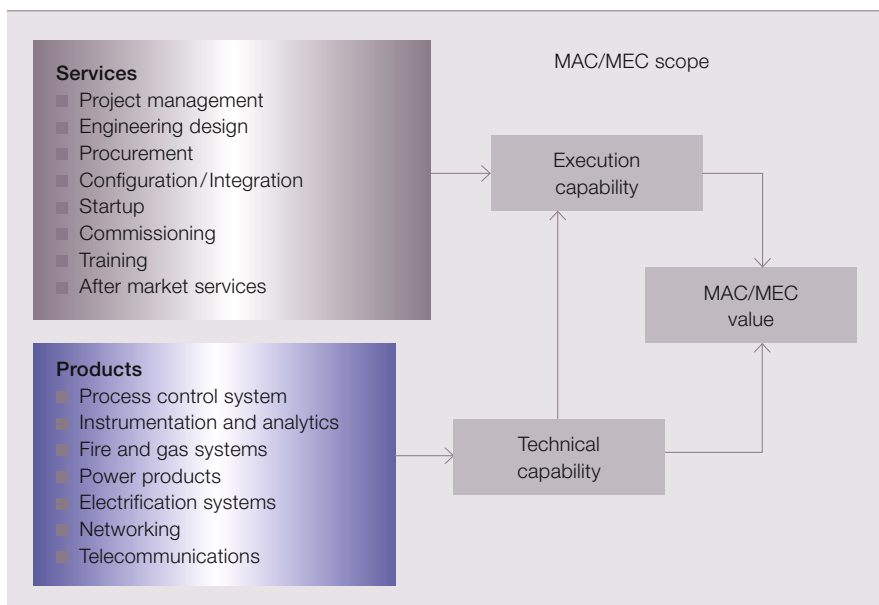 MAC/MEC scope
Services
Project management
Engineering design
Procurement
Configuration/Integration
Startup
Commissioning
Training
After market services
Execution
capability
MAC/MEC
value
Products
Process control system
Instrumentation and analytics
Fire and gas systems
Power products
Electrification systems
Networking
Telecommunications
Technical
capability